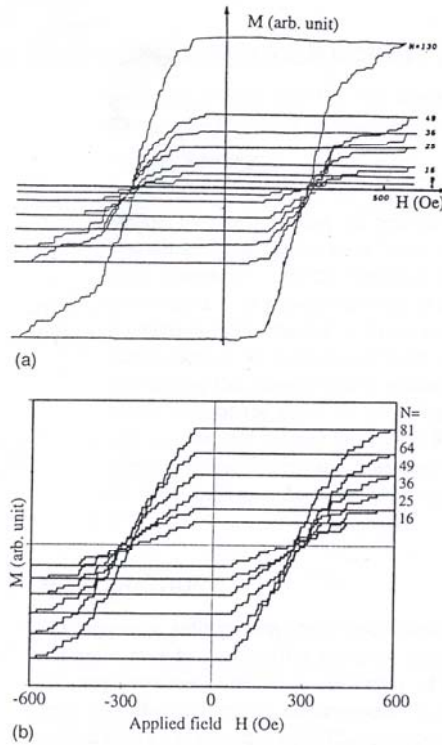 M (arb. unit)
N=130
49
36
25
16
500
H (Oe)
(a)
N=
81
64
49
36
25
16
M (arb. unit)
-600
-300
0
300
600
(b)
Applied field H (Oe)